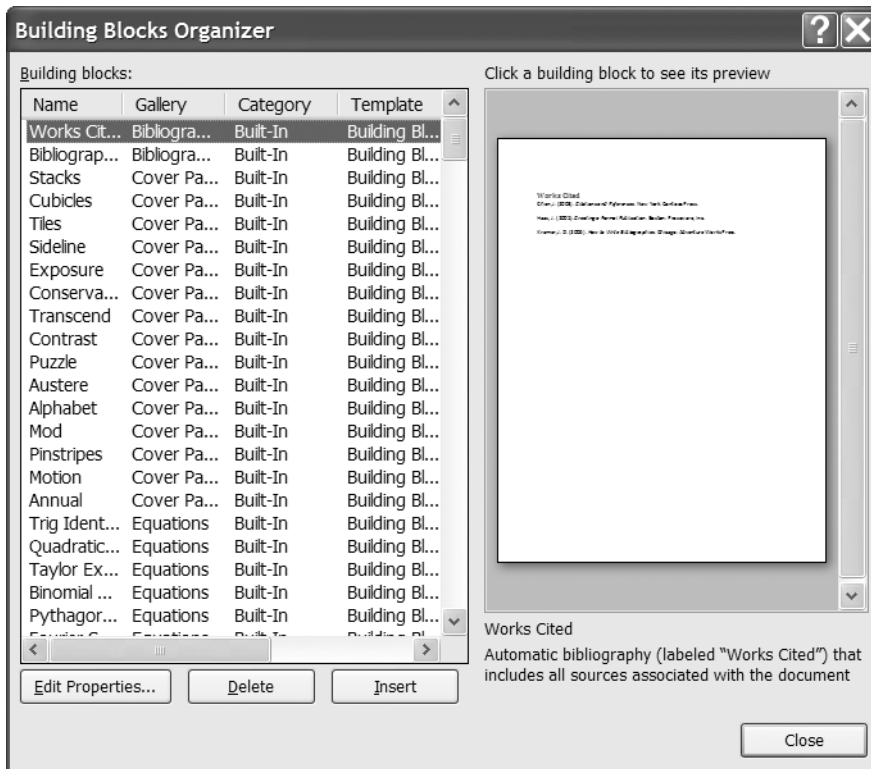 Building Blocks Organizer
?
Building blocks:
Click a building block to see its preview
Name Gallery Category Template
Works Cit... Bibliogra... Built-In Building Bl...
Bibliograp... Bibliogra... Built-In Building Bl...
Stacks Cover Pa... Built-In Building Bl...
Cubicles Cover Pa... Built-In Building Bl...
Tiles Cover Pa... Built-In Building Bl...
Sideline Cover Pa... Built-In Building Bl...
Exposure Cover Pa... Built-In Building Bl...
Conserva... Cover Pa... Built-In Building Bl...
Transcend Cover Pa... Built-In Building Bl...
Contrast Cover Pa... Built-In Building Bl...
Puzzle Cover Pa... Built-In Building Bl...
Austere Cover Pa... Built-In Building Bl...
Alphabet Cover Pa... Built-In Building Bl...
Mod Cover Pa... Built-In Building Bl...
Pinstripes Cover Pa... Built-In Building Bl...
Motion Cover Pa... Built-In Building Bl...
Annual Cover Pa... Built-In Building Bl...
Trig Ident... Equations Built-In Building Bl...
Quadratic... Equations Built-In Building Bl...
Taylor Ex... Equations Built-In Building Bl...
Binomial ... Equations Built-In Building Bl...
Pythagor... Equations Built-In Building Bl...
Works Cited
Works Cited
Automatic bibliography (labeled “Works Cited”) that
includes all sources associated with the document
Edit Properties...
Delete
Insert
Close